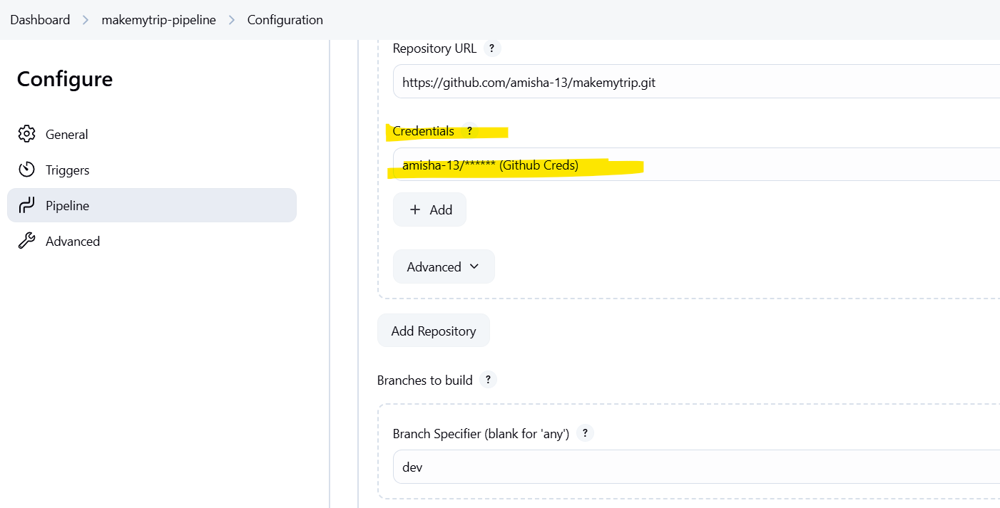 Dashboard > makemytrip-pipeline > Configuration
Configure
General
Triggers
Pipeline
Advanced
Repository URL ?
https://github.com/amisha-13/makemytrip.git
Credentials ?
amisha-13/****** (Github Creds)
+ Add
Advanced
Add Repository
Branches to build ?
Branch Specifier (blank for 'any') ?
dev